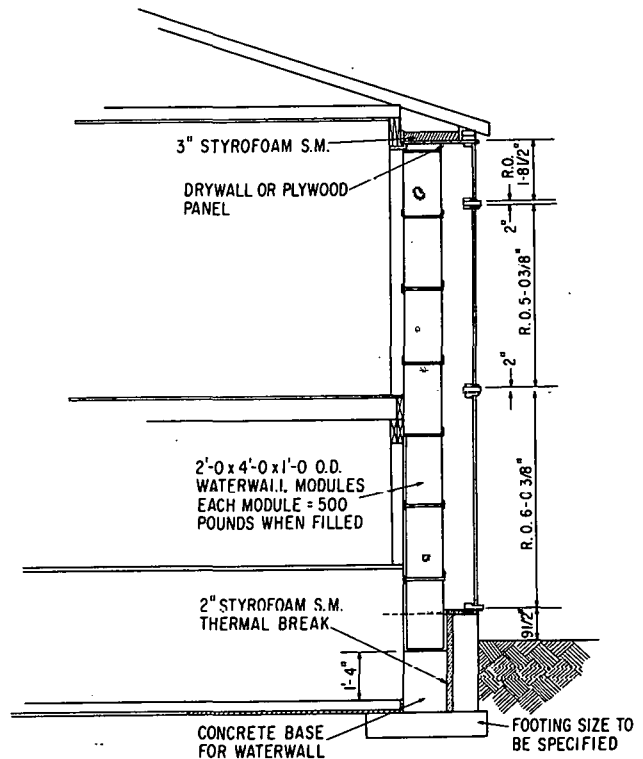 3" STYROFOAM S.M.
DRYWALL OR PLYWOOD
PANEL
R.O.
1-8 1/2"
2"
R.O. 5-0 3/8"
2"
2'-0 x 4'-0 x 1'-0 O.D.
WATERWALL MODULES
EACH MODULE = 500
POUNDS WHEN FILLED
R.O. 6-0 3/8"
2" STYROFOAM S.M.
THERMAL BREAK
9 1/2"
1'-4"
CONCRETE BASE
FOR WATERWALL
FOOTING SIZE TO
BE SPECIFIED